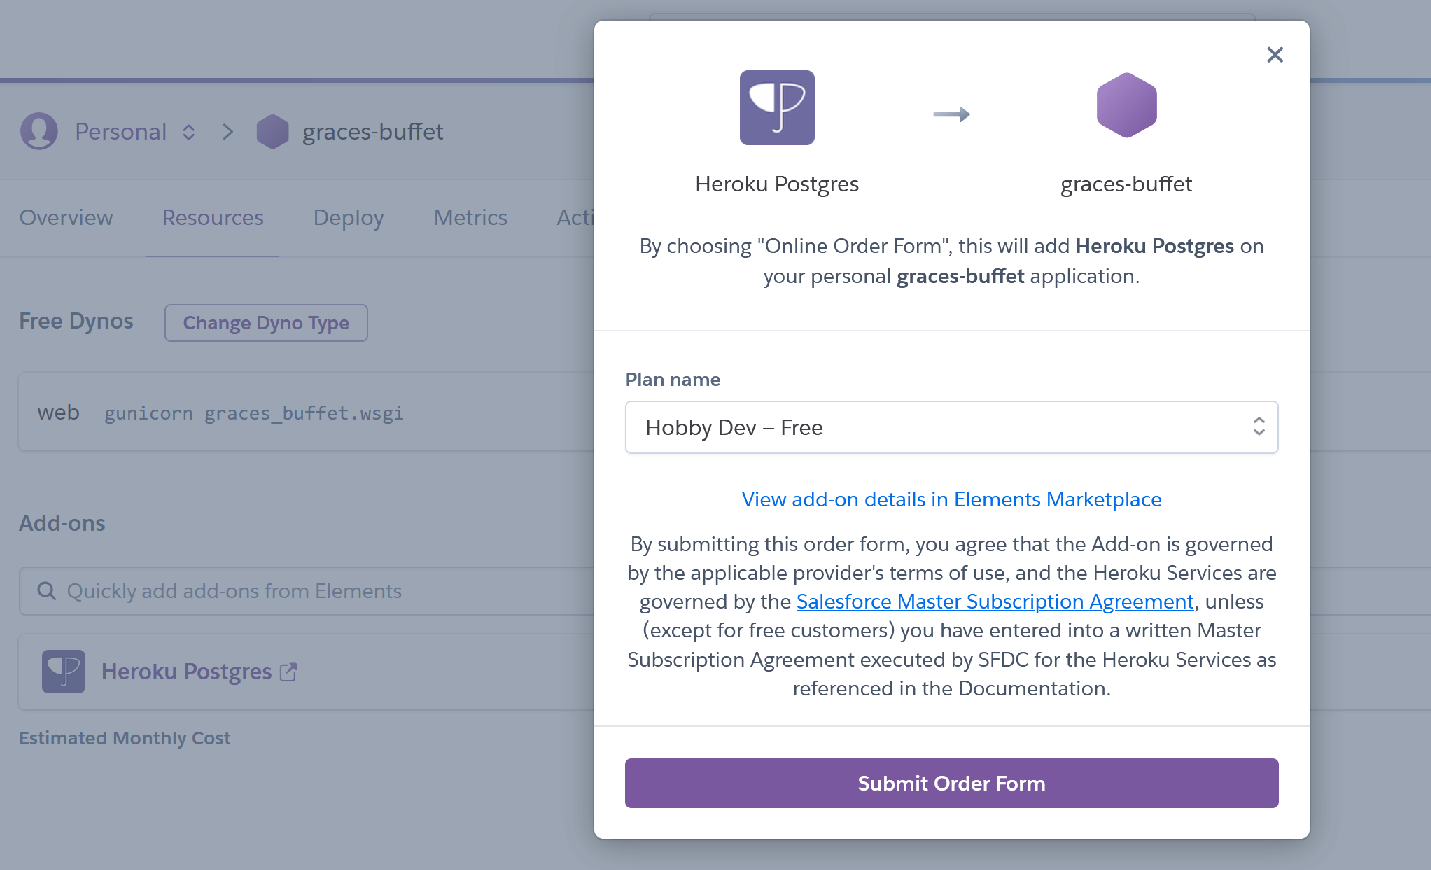 Personal
graces-buffet
Overview
Resources
Deploy
Metrics
Acti
Free Dynos
Change Dyno Type
web gunicorn graces_buffet.wsgi
Add-ons
Quickly add add-ons from Elements
Heroku Postgres
Estimated Monthly Cost
Heroku Postgres
graces-buffet
By choosing "Online Order Form", this will add Heroku Postgres on
your personal graces-buffet application.
Plan name
Hobby Dev – Free
View add-on details in Elements Marketplace
By submitting this order form, you agree that the Add-on is governed
by the applicable provider's terms of use, and the Heroku Services are
governed by the Salesforce Master Subscription Agreement, unless
(except for free customers) you have entered into a written Master
Subscription Agreement executed by SFDC for the Heroku Services as
referenced in the Documentation.
Submit Order Form